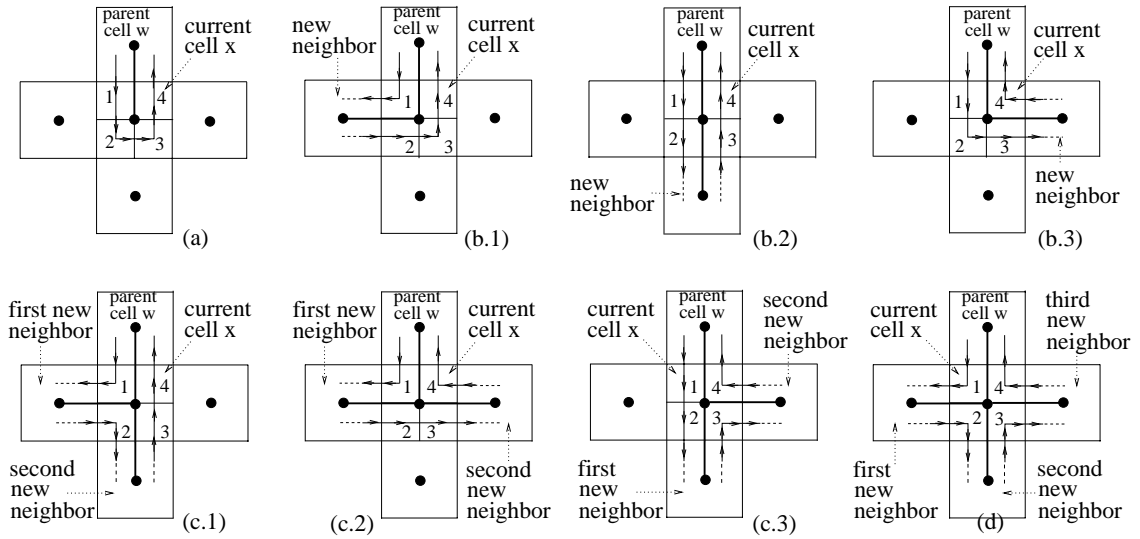 parent
cell w
current
cell x
1
4
2
3
(a)
new
neighbor
parent
cell w
current
cell x
1
4
2
3
(b.1)
parent
cell w
current
cell x
1
4
2
3
new
neighbor
(b.2)
parent
cell w
current
cell x
1
4
2
3
new
neighbor
(b.3)
first new
neighbor
parent
cell w
current
cell x
1
4
2
3
second
new
neighbor
(c.1)
first new
neighbor
parent
cell w
current
cell x
1
4
2
3
second
new
neighbor
(c.2)
current
cell x
parent
cell w
second
new
neighbor
1
4
2
3
first
new
neighbor
(c.3)
current
cell x
parent
cell w
third
new
neighbor
1
4
2
3
first
new
neighbor
second
new
neighbor
(d)